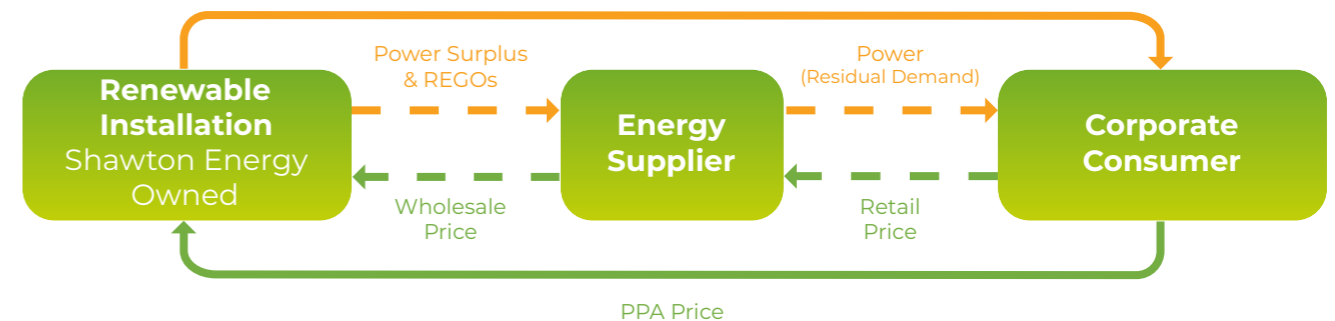 Power Surplus
& REGOs
Power
(Residual Demand)
Renewable
Installation
Shawton Energy
Owned
Energy
Supplier
Corporate
Consumer
Wholesale
Price
Retail
Price
PPA Price